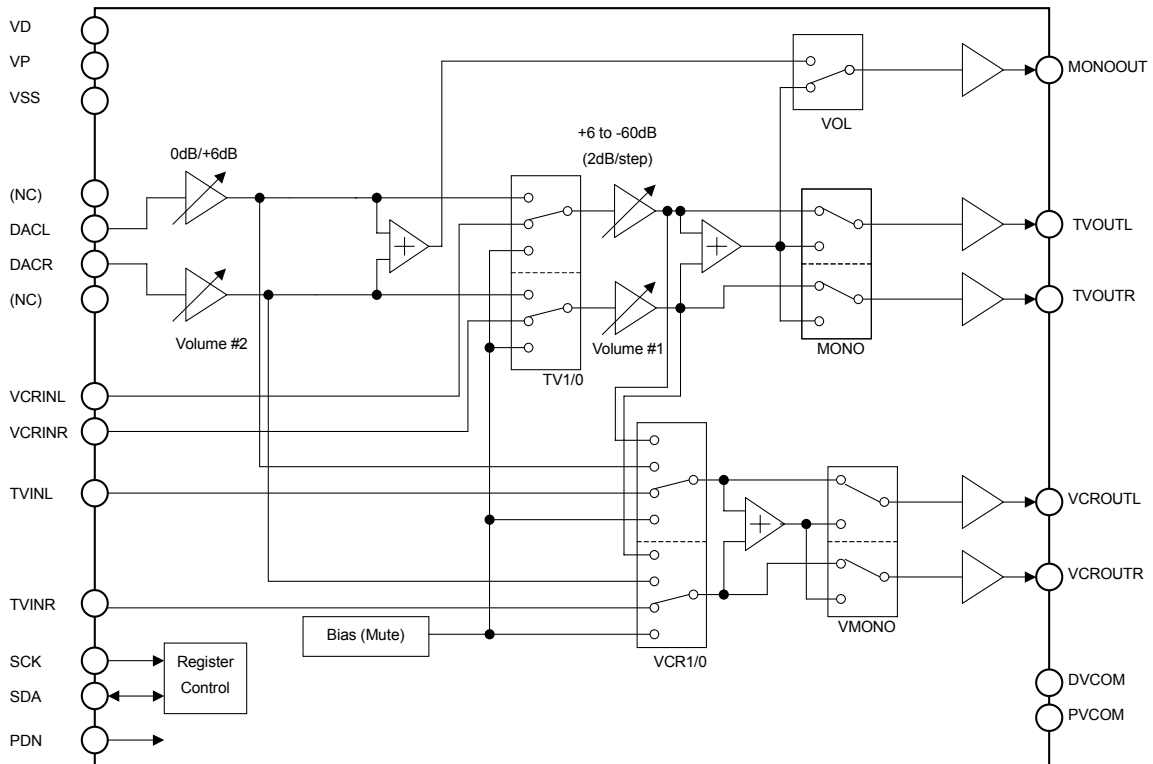 VD
VP
VSS
(NC)
DACL
DACR
(NC)
VCRINL
VCRINR
TVINL
TVINR
SCK
SDA
PDN
0dB/+6dB
Volume #2
+6 to -60dB
(2dB/step)
Volume #1
TV1/0
VOL
MONO
VCR1/0
VMONO
Bias (Mute)
Register
Control
MONOOUT
TVOUTL
TVOUTR
VCROUTL
VCROUTR
DVCOM
PVCOM